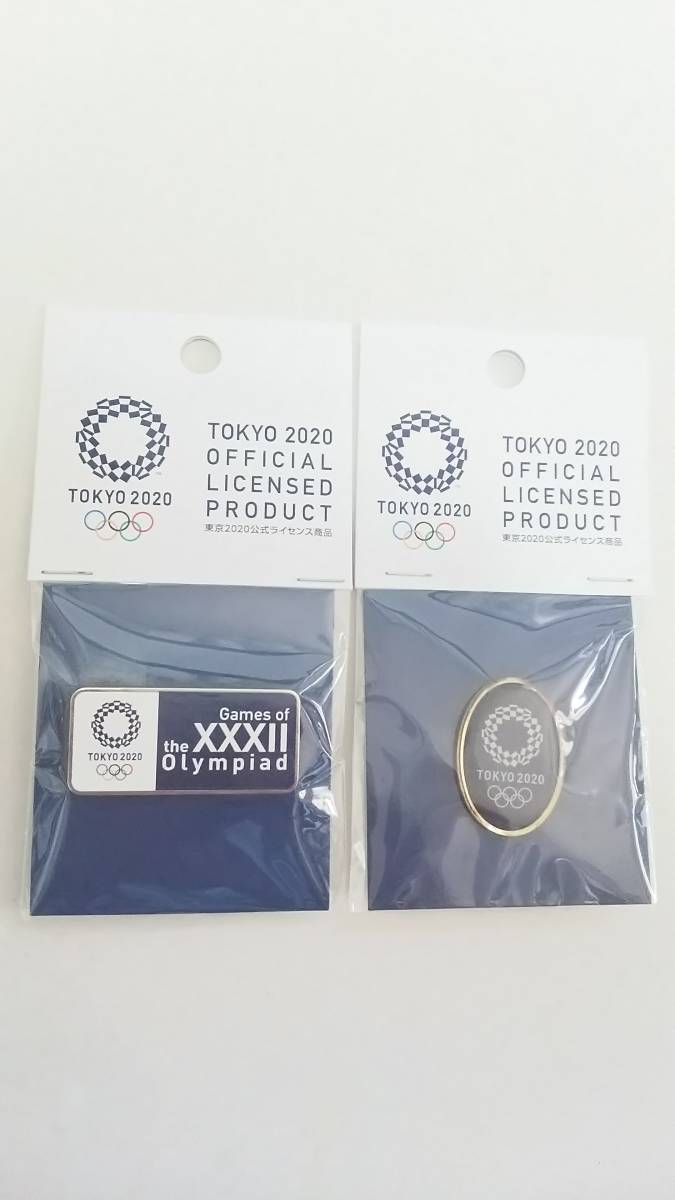 TOKYO 2020
TOKYO 2020
OFFICIAL
LICENSED
PRODUCT
東京2020公式ライセンス商品
TOKYO 2020
Games of
the XXXII
Olympiad
TOKYO 2020
TOKYO 2020
OFFICIAL
LICENSED
PRODUCT
東京2020公式ライセンス商品
TOKYO 2020